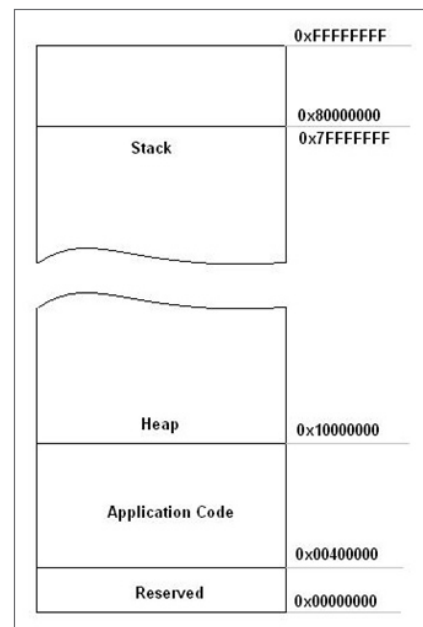 0xFFFFFFFF
0x80000000
Stack
0x7FFFFFFF
Heap
0x10000000
Application Code
0x00400000
Reserved
0x00000000